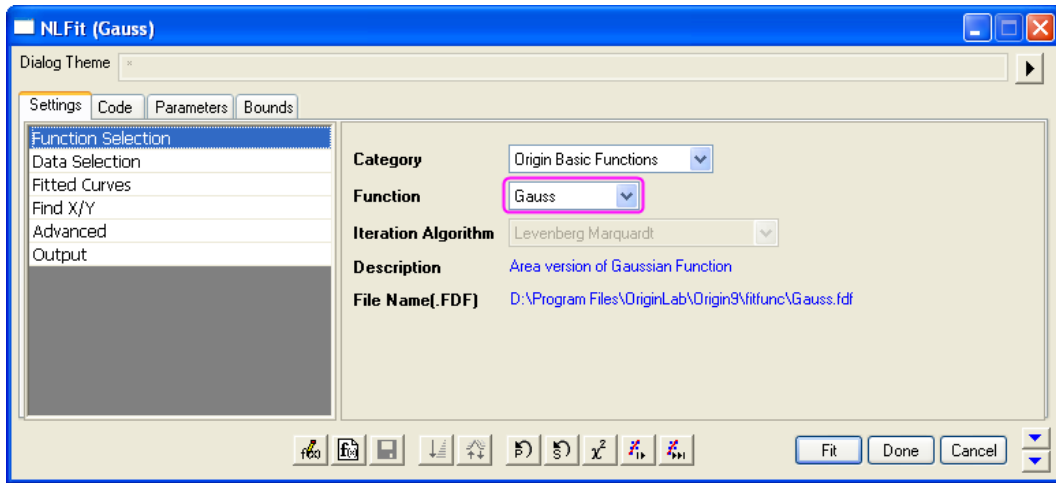 NLFit (Gauss)
Dialog Theme *
Settings Code Parameters Bounds
Function Selection
Data Selection
Fitted Curves
Find X/Y
Advanced
Output
Category Origin Basic Functions
Function Gauss
Iteration Algorithm Levenberg Marquardt
Description Area version of Gaussian Function
File Name(.FDF) D:\Program Files\OriginLab\Origin9\fitfunc\Gauss.fdf
Fit Done Cancel